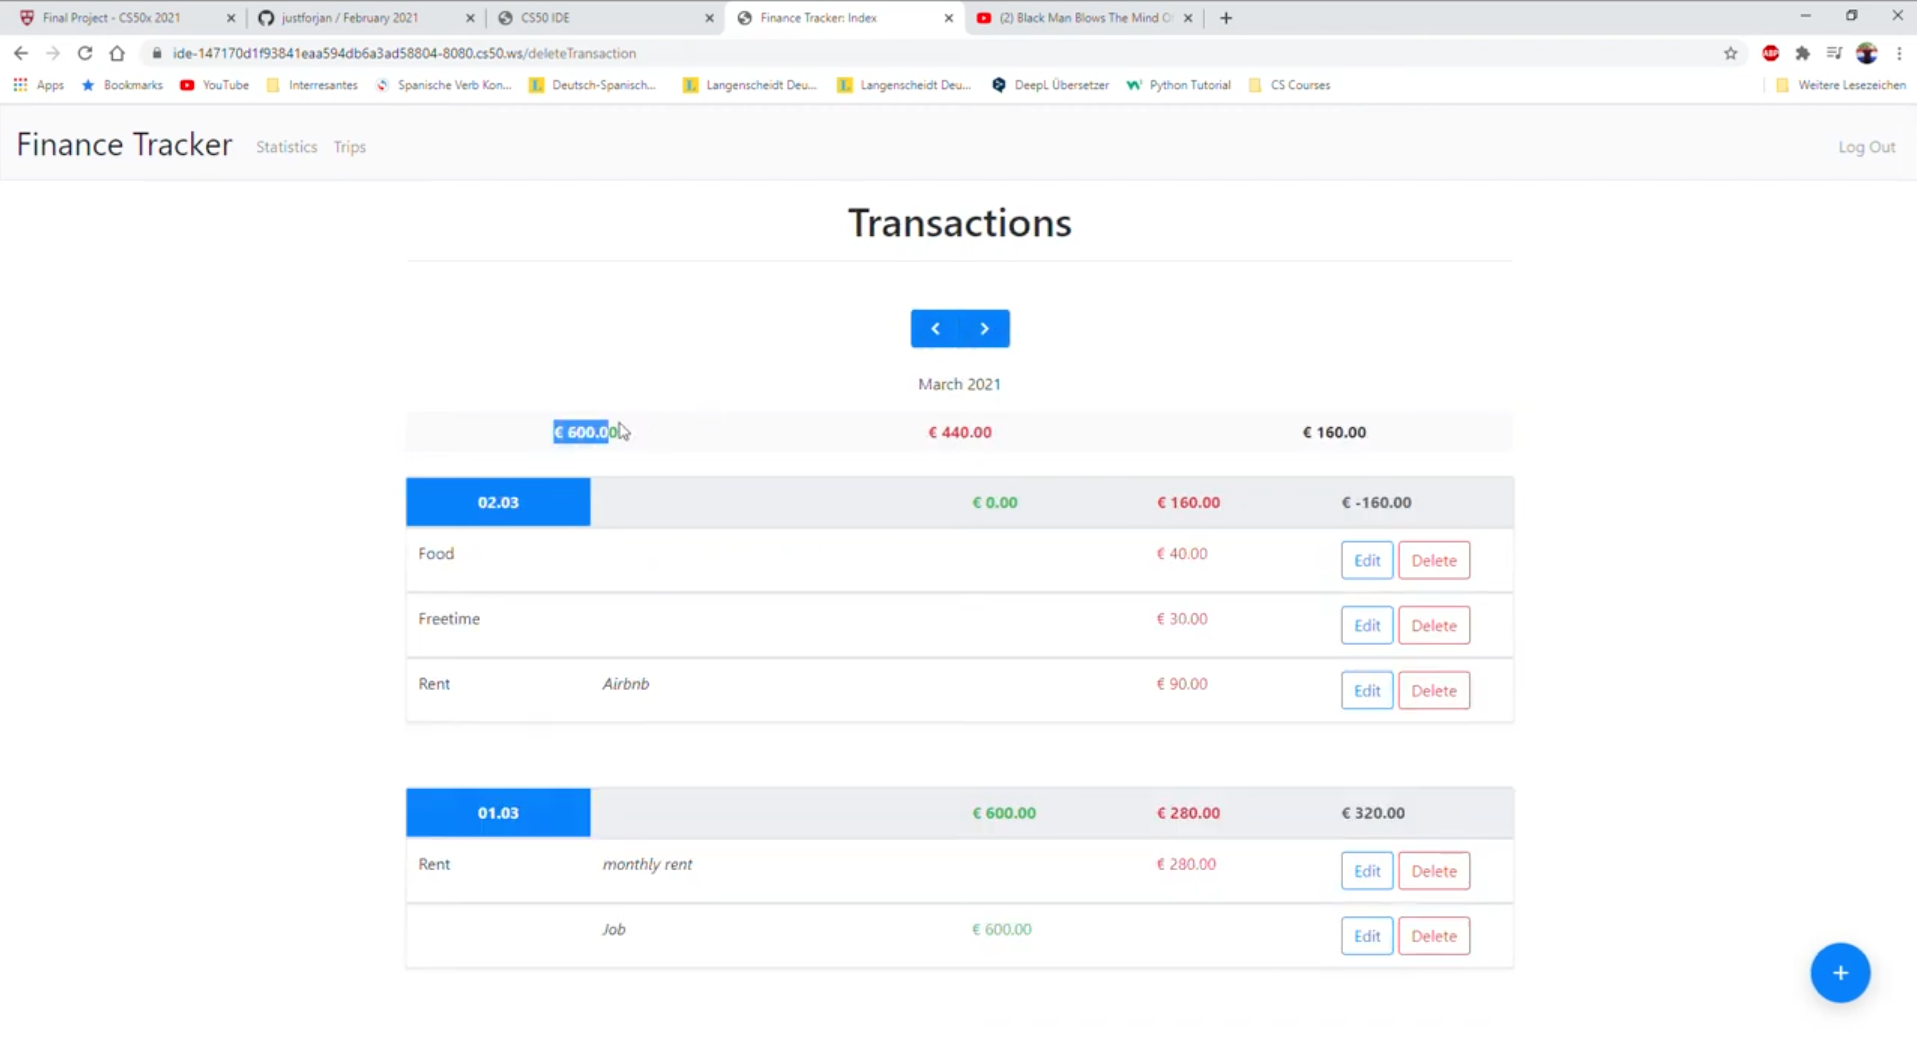 Final Project - CS50x 2021
justforjan / February 2021
CS50 IDE
Finance Tracker: Index
(2) Black Man Blows The Mind O
ide-147170d1f93841eaa594db6a3ad58804-8080.cs50.ws/deleteTransaction
ABP
Apps Bookmarks YouTube Interresantes Spanische Verb Kon... Deutsch-Spanisch... Langenscheidt Deu... Langenscheidt Deu... DeepL Übersetzer Python Tutorial CS Courses Weitere Lesezeichen
Finance Tracker Statistics Trips Log Out
Transactions
March 2021
€ 600.00 € 440.00 € 160.00
02.03 € 0.00 € 160.00 € -160.00
Food € 40.00 Edit Delete
Freetime € 30.00 Edit Delete
Rent Airbnb € 90.00 Edit Delete
01.03 € 600.00 € 280.00 € 320.00
Rent monthly rent € 280.00 Edit Delete
Job € 600.00 Edit Delete
+